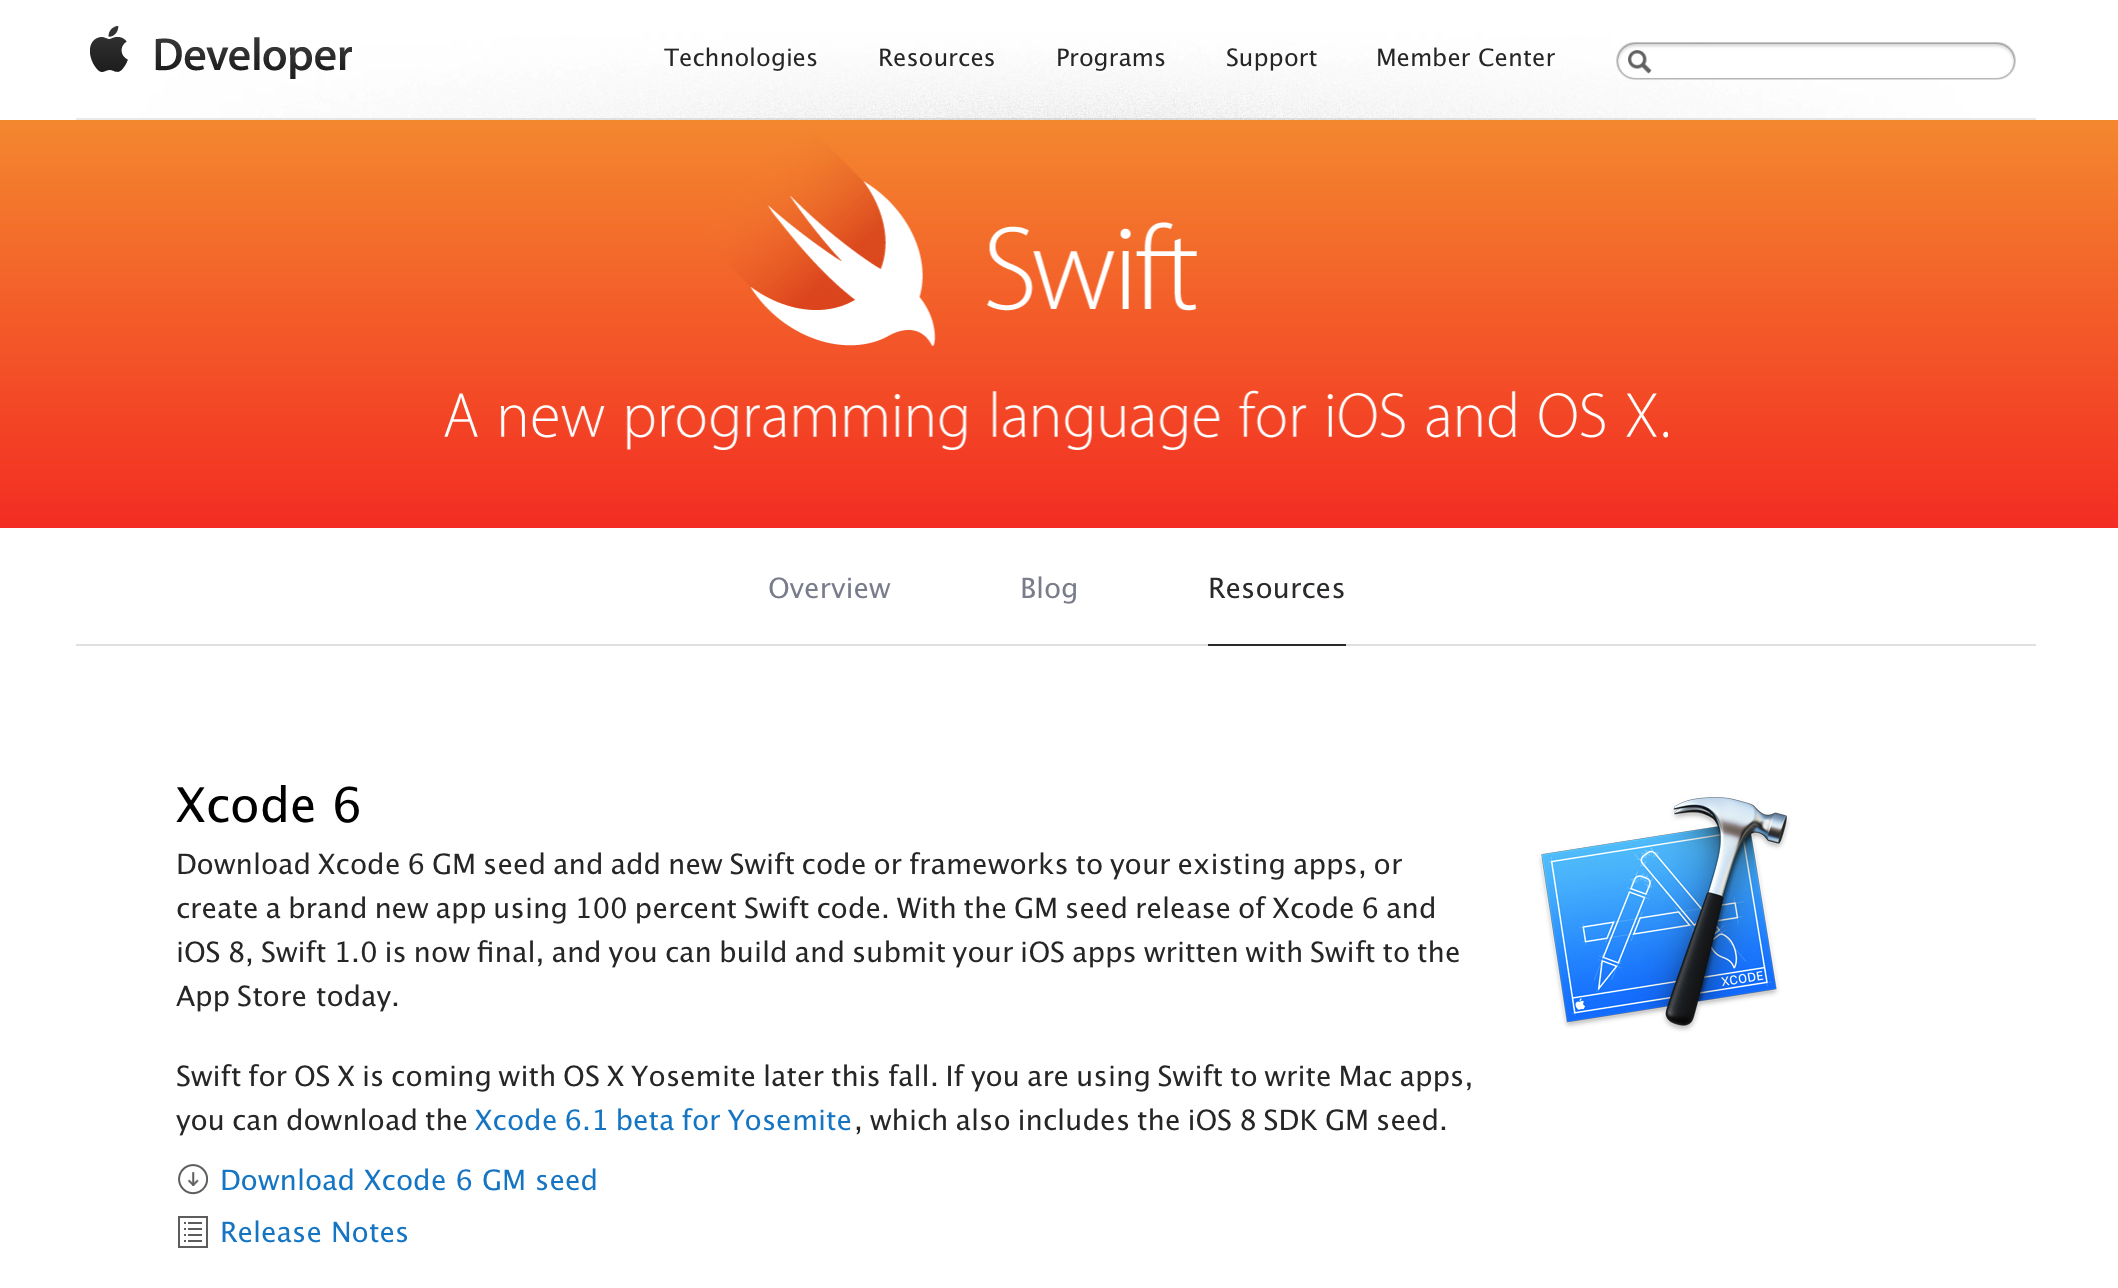 Developer
Technologies Resources Programs Support Member Center
Swift
A new programming language for iOS and OS X.
Overview Blog Resources
Xcode 6
Download Xcode 6 GM seed and add new Swift code or frameworks to your existing apps, or
create a brand new app using 100 percent Swift code. With the GM seed release of Xcode 6 and
iOS 8, Swift 1.0 is now final, and you can build and submit your iOS apps written with Swift to the
App Store today.
XCODE
Swift for OS X is coming with OS X Yosemite later this fall. If you are using Swift to write Mac apps,
you can download the Xcode 6.1 beta for Yosemite, which also includes the iOS 8 SDK GM seed.
Download Xcode 6 GM seed
Release Notes